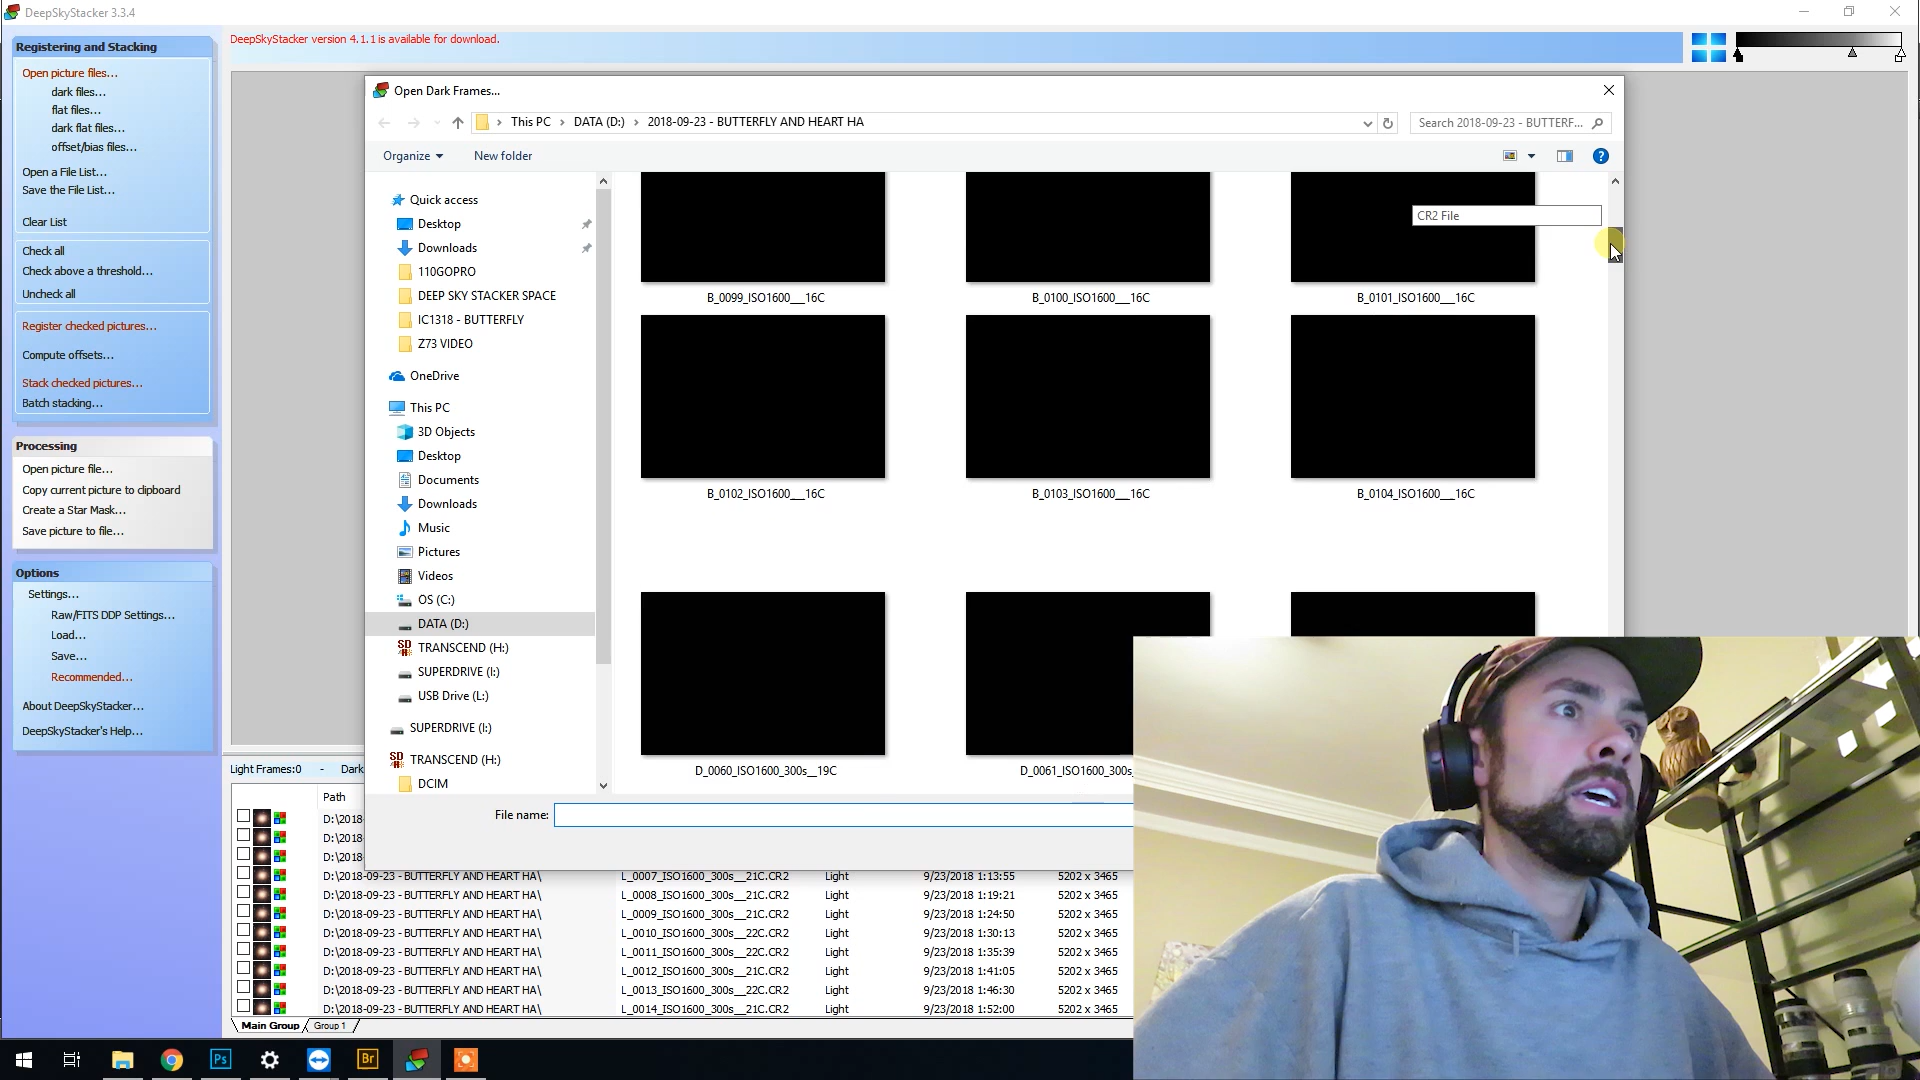 DeepSkyStacker 3.3.4
Registering and Stacking
Open picture files...
dark files...
flat files...
dark flat files...
offset/bias files...
Open a File List...
Save the File List...
Clear List
Check all
Check above a threshold...
Uncheck all
Register checked pictures...
Compute offsets...
Stack checked pictures...
Batch stacking...
Processing
Open picture file...
Copy current picture to clipboard
Create a Star Mask...
Save picture to file...
Options
Settings...
Raw/FITS DDP Settings...
Load...
Save...
Recommended...
About DeepSkyStacker...
DeepSkyStacker's Help...
DeepSkyStacker version 4.1.1 is available for download.
Open Dark Frames...
This PC > DATA (D:) > 2018-09-23 - BUTTERFLY AND HEART HA
Search 2018-09-23 - BUTTERF...
Organize
New folder
Quick access
Desktop
Downloads
110GOPRO
DEEP SKY STACKER SPACE
IC1318 - BUTTERFLY
Z73 VIDEO
OneDrive
This PC
3D Objects
Desktop
Documents
Downloads
Music
Pictures
Videos
OS (C:)
DATA (D:)
TRANSCEND (H:)
SUPERDRIVE (I:)
USB Drive (L:)
SUPERDRIVE (I:)
TRANSCEND (H:)
DCIM
CR2 File
B_0099_ISO1600___16C
B_0100_ISO1600___16C
B_0101_ISO1600___16C
B_0102_ISO1600___16C
B_0103_ISO1600___16C
B_0104_ISO1600___16C
D_0060_ISO1600_300s__19C
D_0061_ISO1600_300s_
File name:
Light Frames:0 - Dark
Path
D:\2018
D:\2018
D:\2018
D:\2018-09-23 - BUTTERFLY AND HEART HA\ L_0007_ISO1600_300s__21C.CR2 Light 9/23/2018 1:13:55 5202 x 3465
D:\2018-09-23 - BUTTERFLY AND HEART HA\ L_0008_ISO1600_300s__21C.CR2 Light 9/23/2018 1:19:21 5202 x 3465
D:\2018-09-23 - BUTTERFLY AND HEART HA\ L_0009_ISO1600_300s__21C.CR2 Light 9/23/2018 1:24:50 5202 x 3465
D:\2018-09-23 - BUTTERFLY AND HEART HA\ L_0010_ISO1600_300s__22C.CR2 Light 9/23/2018 1:30:13 5202 x 3465
D:\2018-09-23 - BUTTERFLY AND HEART HA\ L_0011_ISO1600_300s__22C.CR2 Light 9/23/2018 1:35:39 5202 x 3465
D:\2018-09-23 - BUTTERFLY AND HEART HA\ L_0012_ISO1600_300s__21C.CR2 Light 9/23/2018 1:41:05 5202 x 3465
D:\2018-09-23 - BUTTERFLY AND HEART HA\ L_0013_ISO1600_300s__22C.CR2 Light 9/23/2018 1:46:30 5202 x 3465
D:\2018-09-23 - BUTTERFLY AND HEART HA\ L_0014_ISO1600_300s__21C.CR2 Light 9/23/2018 1:52:00 5202 x 3465
Main Group
Group 1
Ps
Br